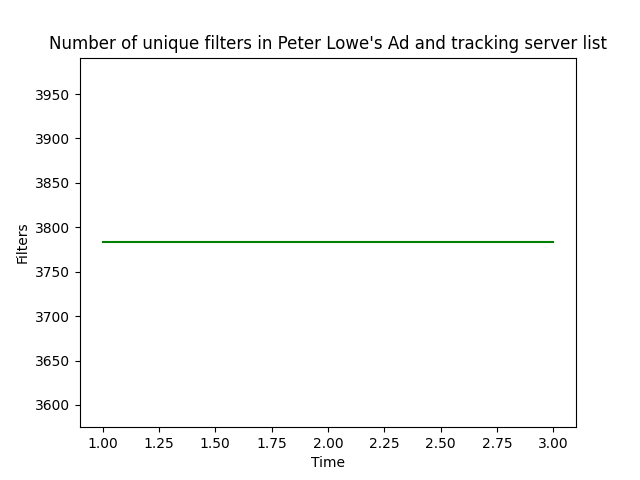 Number of unique filters in Peter Lowe's Ad and tracking server list
3950
3900
3850
3800
3750
3700
3650
3600
Filters
1.00 1.25 1.50 1.75 2.00 2.25 2.50 2.75 3.00
Time